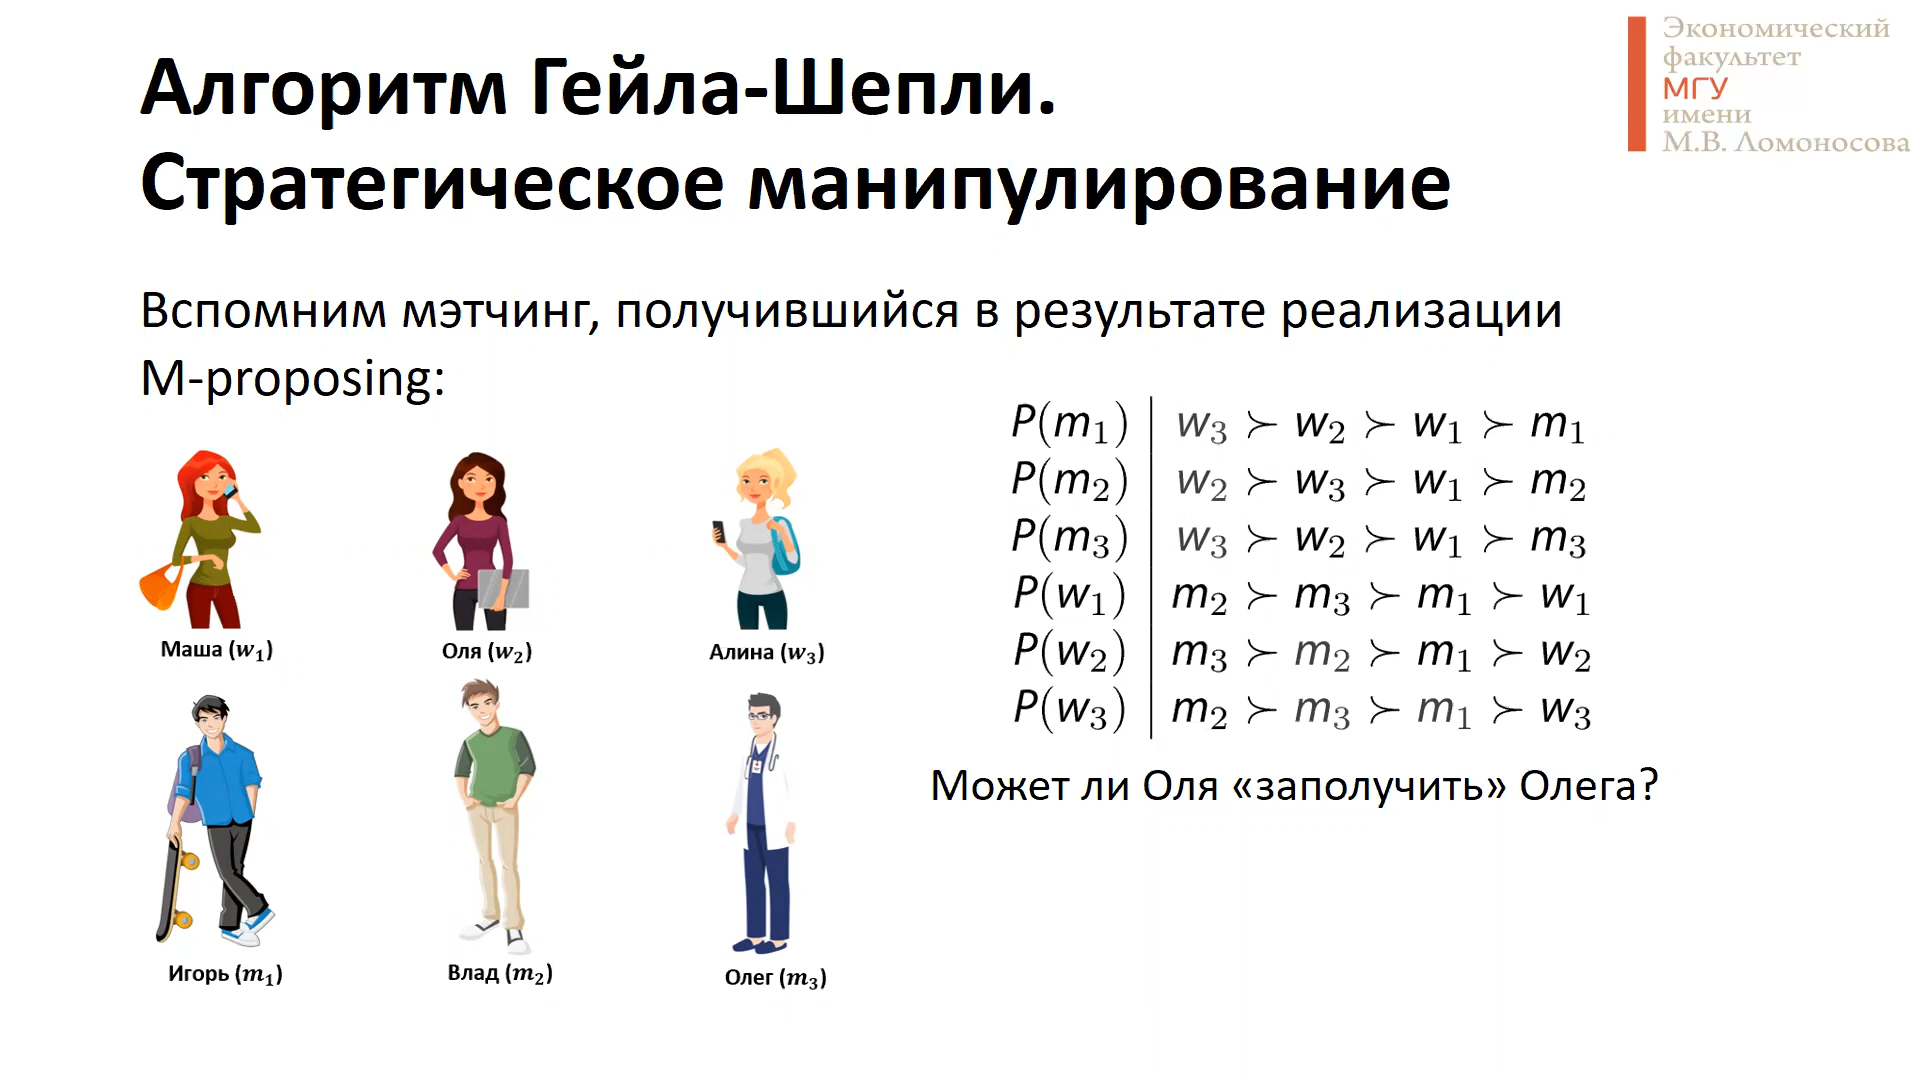 Алгоритм Гейла-Шепли.
Стратегическое манипулирование
Экономический
факультет
МГУ
имени
М.В. Ломоносова
Вспомним мэтчинг, получившийся в результате реализации
M-proposing:
Маша (w₁)
Оля (w₂)
Алина (w₃)
Игорь (m₁)
Влад (m₂)
Олег (m₃)
P(m₁) | w₃ ≻ w₂ ≻ w₁ ≻ m₁
P(m₂) | w₂ ≻ w₃ ≻ w₁ ≻ m₂
P(m₃) | w₃ ≻ w₂ ≻ w₁ ≻ m₃
P(w₁) | m₂ ≻ m₃ ≻ m₁ ≻ w₁
P(w₂) | m₃ ≻ m₂ ≻ m₁ ≻ w₂
P(w₃) | m₂ ≻ m₃ ≻ m₁ ≻ w₃
Может ли Оля «заполучить» Олега?